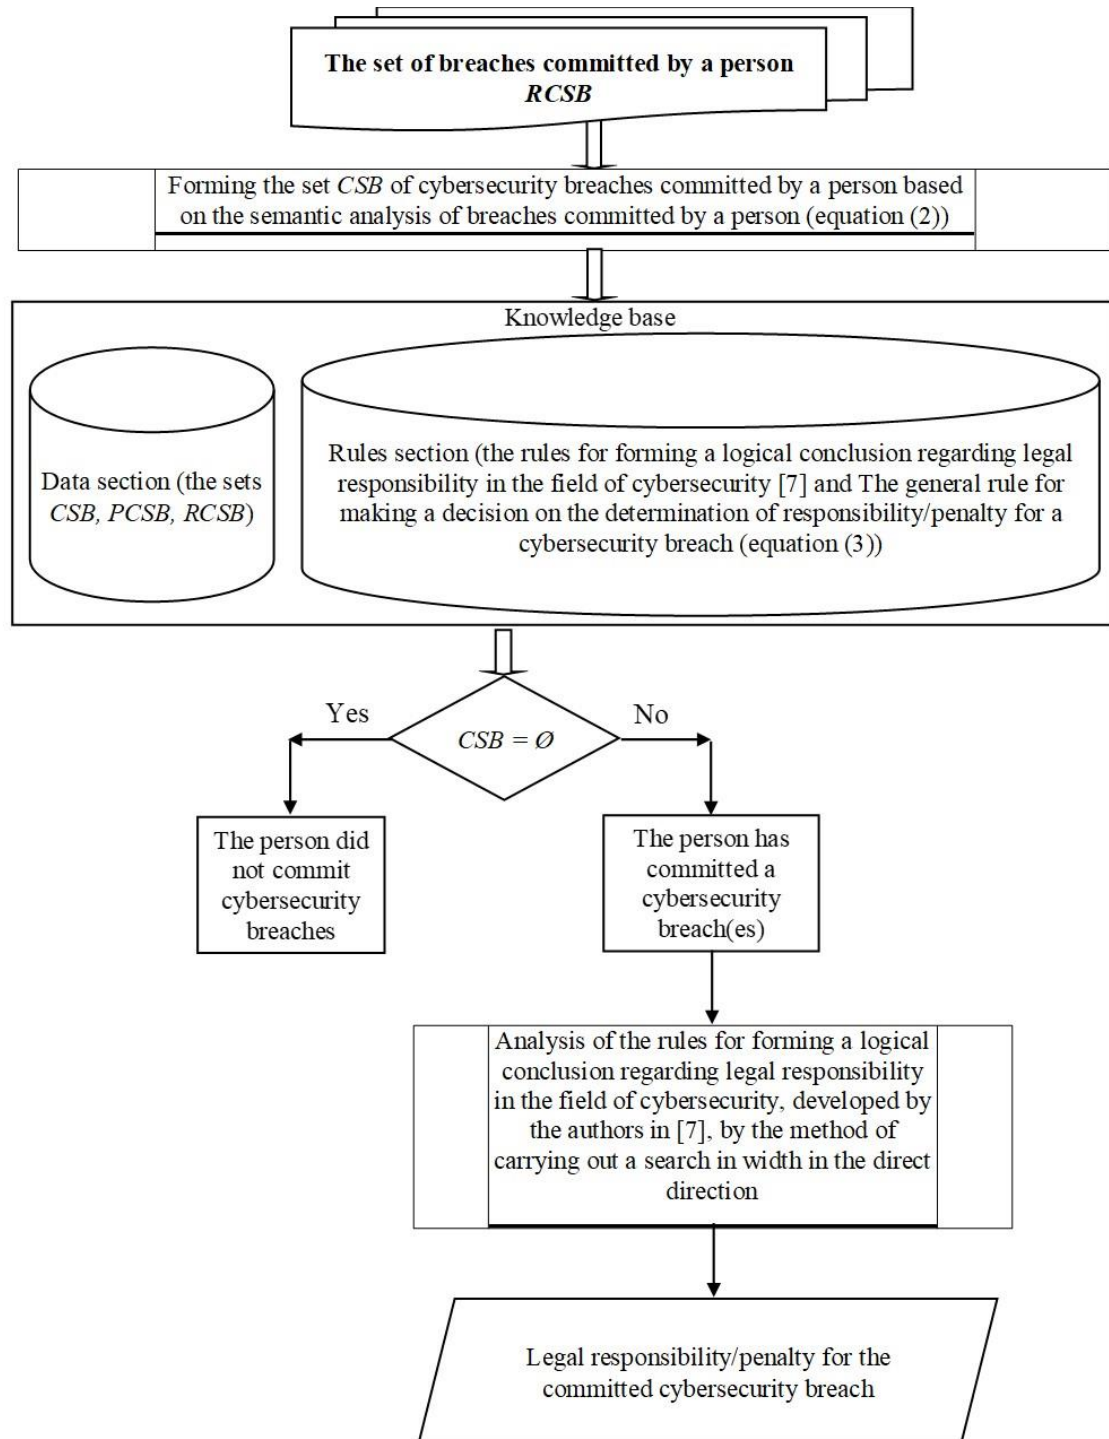 The set of breaches committed by a person
RCSB
Forming the set CSB of cybersecurity breaches committed by a person based
on the semantic analysis of breaches committed by a person (equation (2))
Knowledge base
Data section (the sets
CSB, PCSB, RCSB)
Rules section (the rules for forming a logical conclusion regarding legal
responsibility in the field of cybersecurity [7] and The general rule for
making a decision on the determination of responsibility/penalty for a
cybersecurity breach (equation (3))
Yes
CSB = Ø
No
The person did
not commit
cybersecurity
breaches
The person has
committed a
cybersecurity
breach(es)
Analysis of the rules for forming a logical
conclusion regarding legal responsibility
in the field of cybersecurity, developed by
the authors in [7], by the method of
carrying out a search in width in the direct
direction
Legal responsibility/penalty for the
committed cybersecurity breach